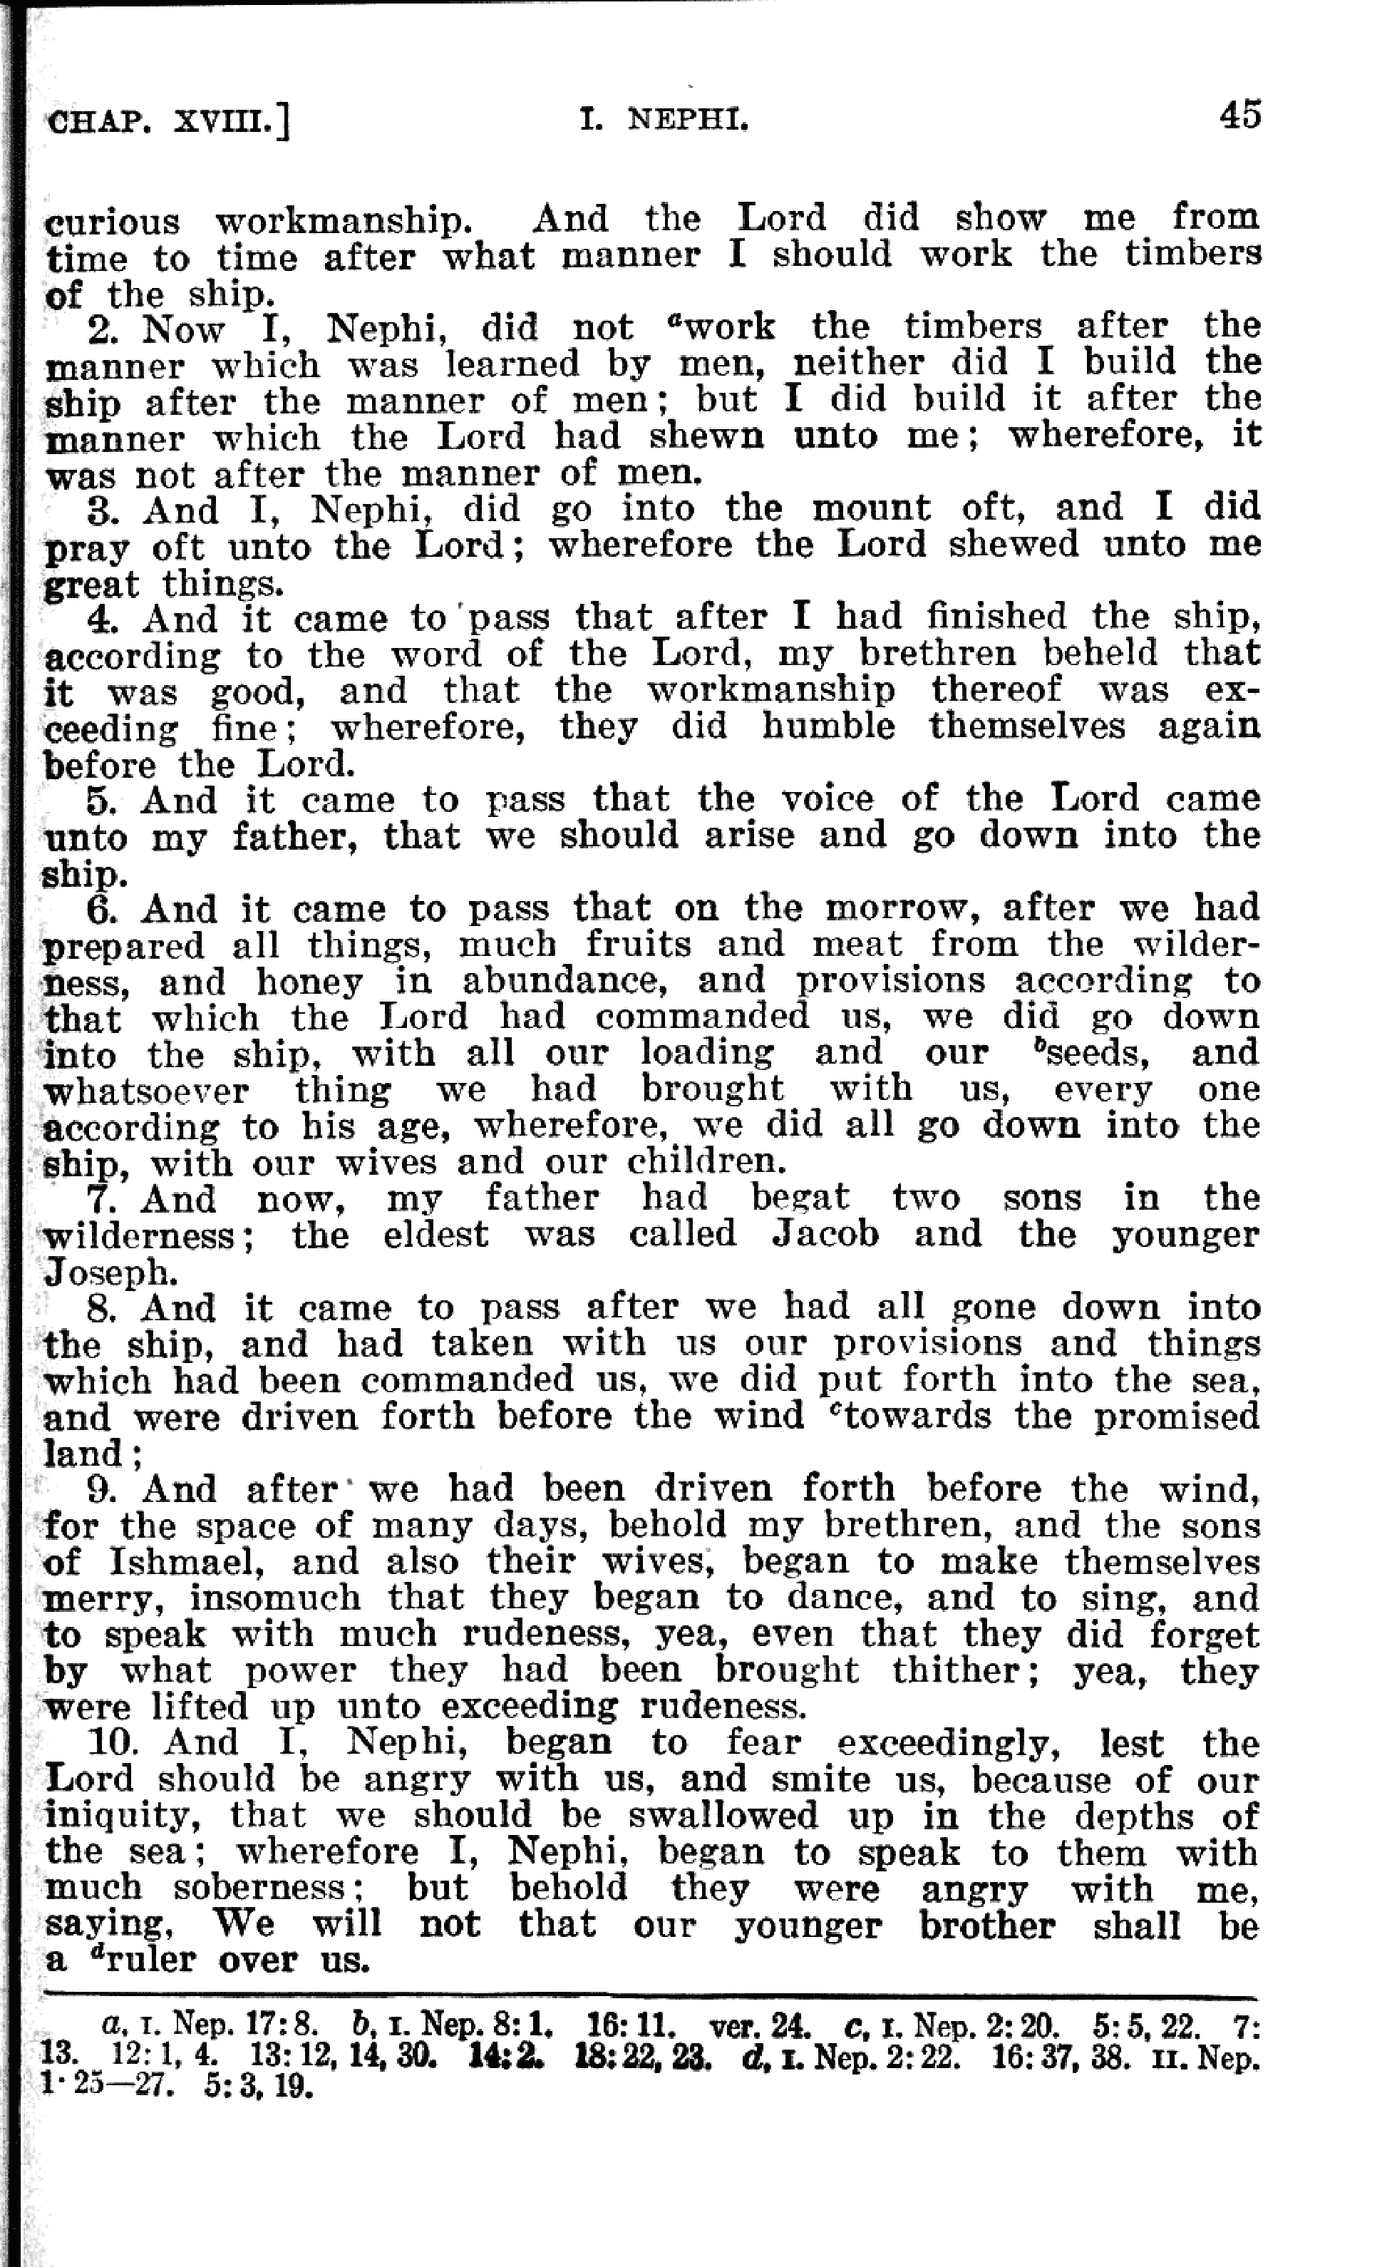 CHAP. XVIII.] I. NEPHI. 45
curious workmanship. And the Lord did show me from
time to time after what manner I should work the timbers
of the ship.
2. Now I, Nephi, did not ᵃwork the timbers after the
manner which was learned by men, neither did I build the
ship after the manner of men; but I did build it after the
manner which the Lord had shewn unto me; wherefore, it
was not after the manner of men.
3. And I, Nephi, did go into the mount oft, and I did
pray oft unto the Lord; wherefore the Lord shewed unto me
great things.
4. And it came to pass that after I had finished the ship,
according to the word of the Lord, my brethren beheld that
it was good, and that the workmanship thereof was ex-
ceeding fine; wherefore, they did humble themselves again
before the Lord.
5. And it came to pass that the voice of the Lord came
unto my father, that we should arise and go down into the
ship.
6. And it came to pass that on the morrow, after we had
prepared all things, much fruits and meat from the wilder-
ness, and honey in abundance, and provisions according to
that which the Lord had commanded us, we did go down
into the ship, with all our loading and our ᵇseeds, and
whatsoever thing we had brought with us, every one
according to his age, wherefore, we did all go down into the
ship, with our wives and our children.
7. And now, my father had begat two sons in the
wilderness; the eldest was called Jacob and the younger
Joseph.
8. And it came to pass after we had all gone down into
the ship, and had taken with us our provisions and things
which had been commanded us, we did put forth into the sea,
and were driven forth before the wind ᶜtowards the promised
land;
9. And after we had been driven forth before the wind,
for the space of many days, behold my brethren, and the sons
of Ishmael, and also their wives, began to make themselves
merry, insomuch that they began to dance, and to sing, and
to speak with much rudeness, yea, even that they did forget
by what power they had been brought thither; yea, they
were lifted up unto exceeding rudeness.
10. And I, Nephi, began to fear exceedingly, lest the
Lord should be angry with us, and smite us, because of our
iniquity, that we should be swallowed up in the depths of
the sea; wherefore I, Nephi, began to speak to them with
much soberness; but behold they were angry with me,
saying, We will not that our younger brother shall be
a ᵈruler over us.
a, I. Nep. 17:8. b, I. Nep. 8:1. 16:11. ver. 24. c, I. Nep. 2:20. 5:5, 22. 7:
13. 12:1, 4. 13:12, 14, 30. 14:2. 18:22, 23. d, I. Nep. 2:22. 16:37, 38. II. Nep.
1·25—27. 5:3, 19.